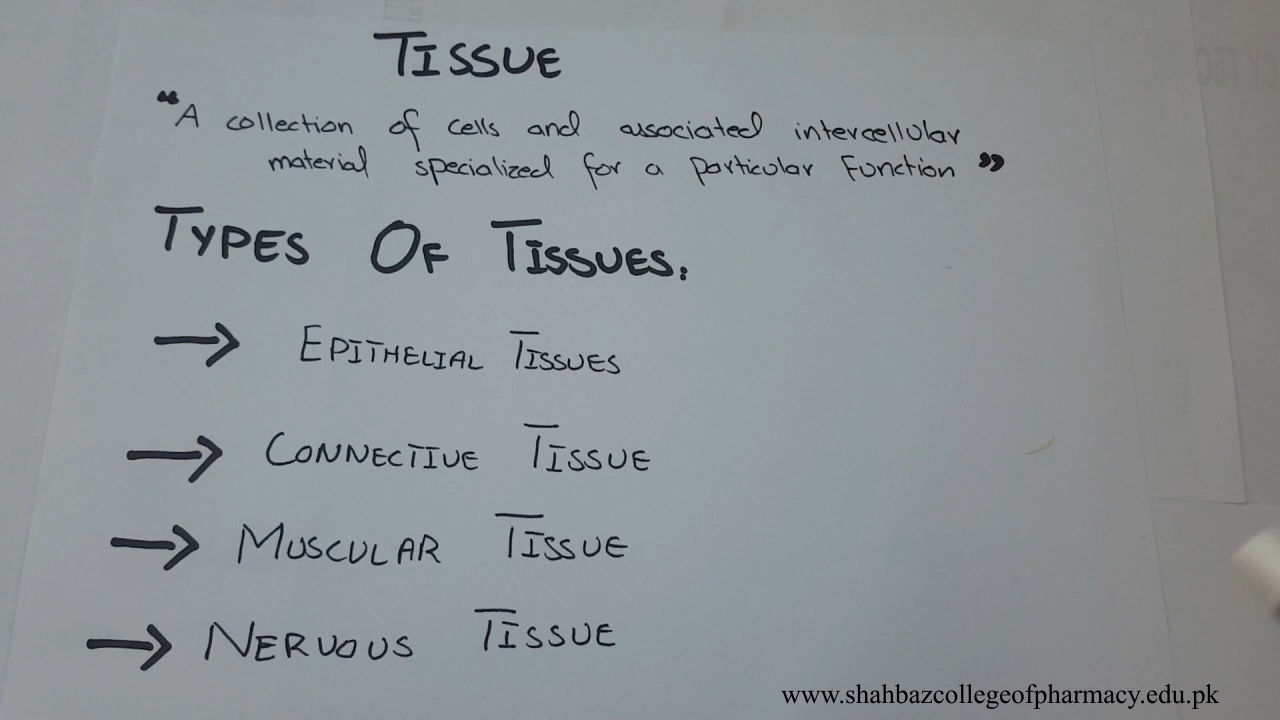 TISSUE
"A collection of cells and associated intercellular
material specialized for a particular Function"
TYPES OF TISSUES:
→ EPITHELIAL TISSUES
→ CONNECTIVE TISSUE
→ MUSCULAR TISSUE
→ NERVOUS TISSUE
www.shahbazcollegeofpharmacy.edu.pk